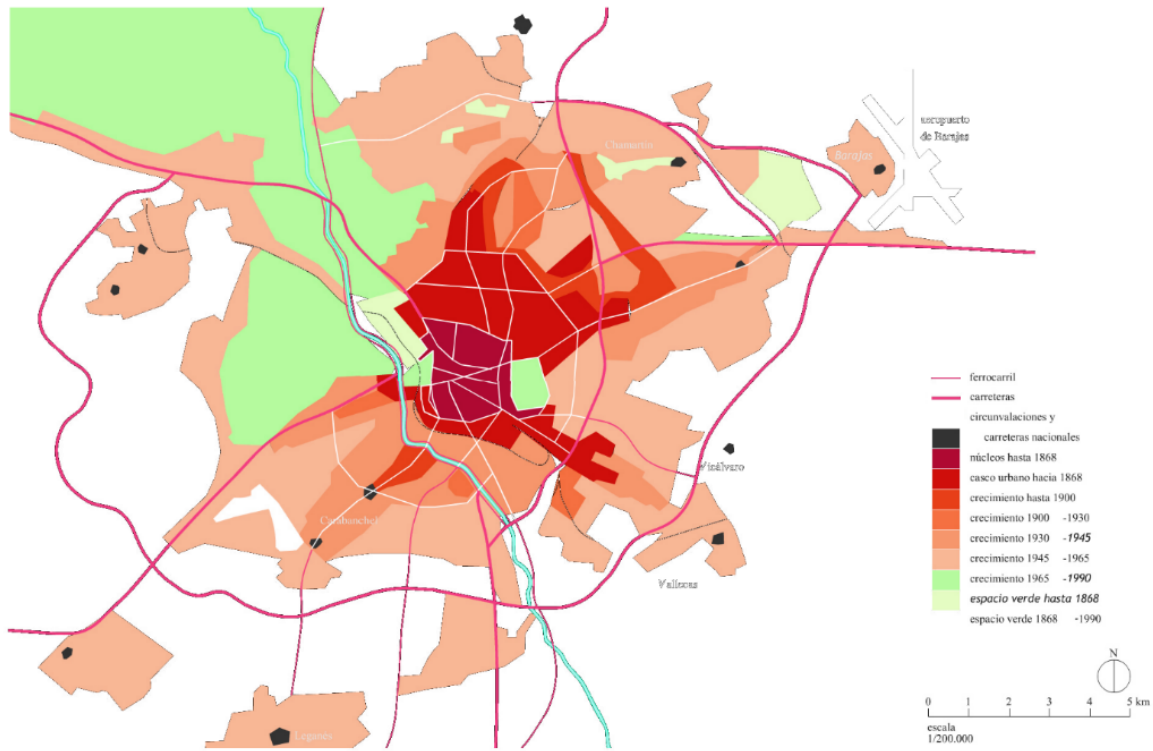 aeropuerto
de Barajas
Chamartín
Barajas
ferrocarril
carreteras
circunvalaciones y
carreteras nacionales
núcleos hasta 1868
casco urbano hacia 1868
crecimiento hasta 1900
crecimiento 1900 -1930
crecimiento 1930 -1945
crecimiento 1945 -1965
crecimiento 1965 -1990
espacio verde hasta 1868
espacio verde 1868 -1990
Vicálvaro
Carabanchel
Vallecas
Leganés
N
0 1 2 3 4 5 km
escala
1/200.000